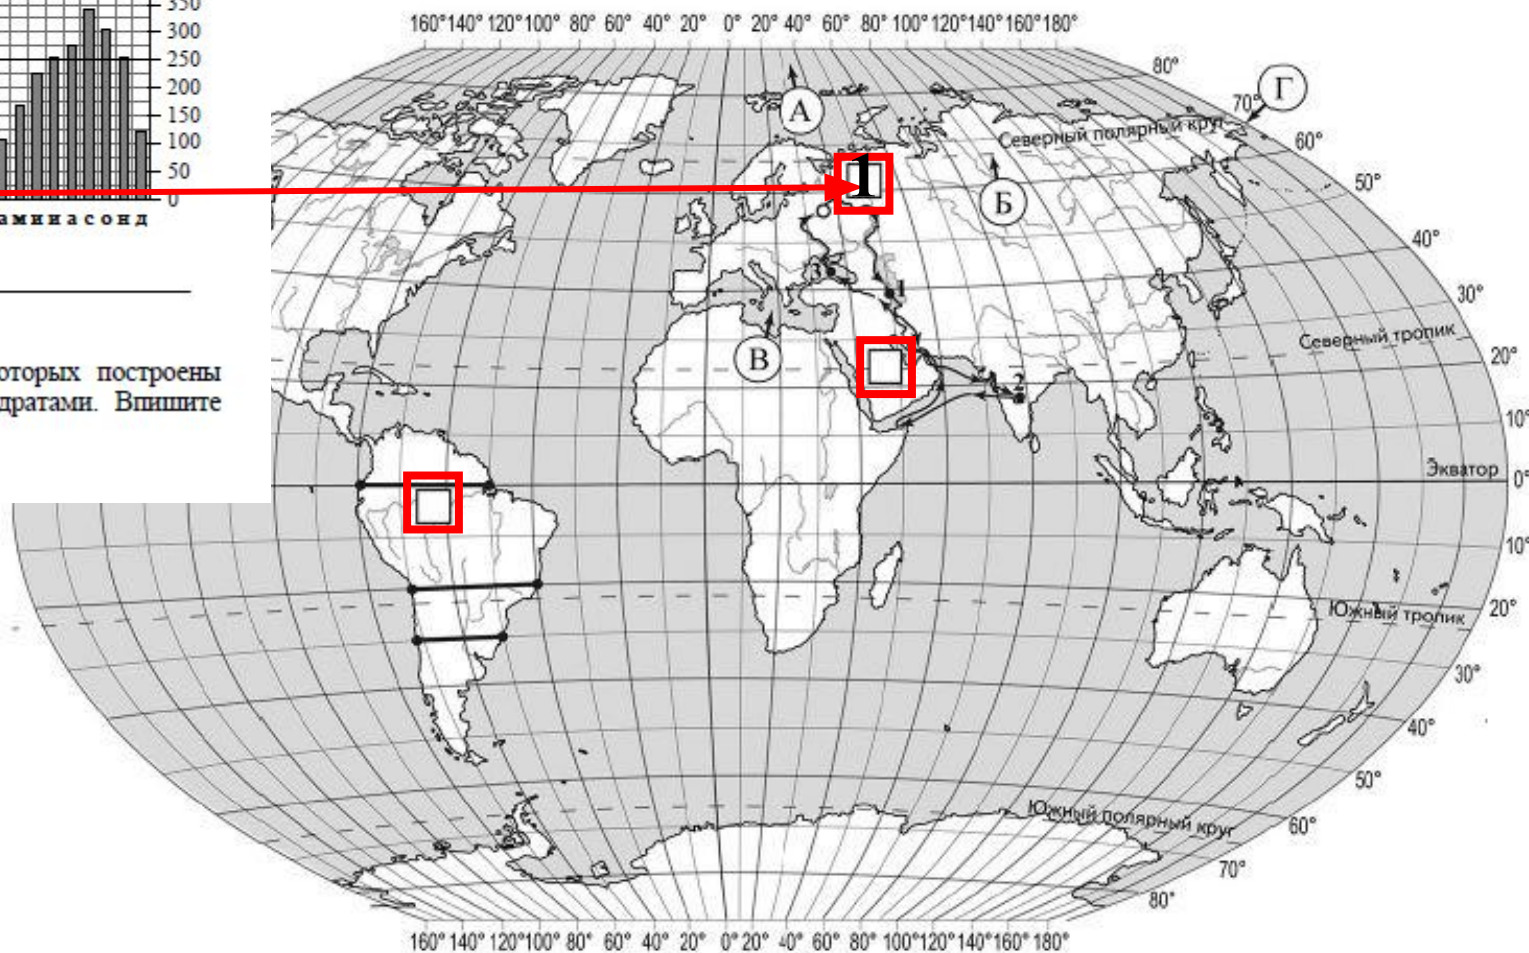 350
300
250
200
150
100
50
0
а м и и а с о н д
оторых построены
дратами. Впишите
160° 140° 120° 100° 80° 60° 40° 20° 0° 20° 40° 60° 80° 100° 120° 140° 160° 180°
80°
70°
60°
50°
40°
30°
20°
10°
0°
10°
20°
30°
40°
50°
60°
70°
80°
А
Б
В
Г
1
1
2
3
Северный полярный круг
Северный тропик
Экватор
Южный тропик
Южный полярный круг
160° 140° 120° 100° 80° 60° 40° 20° 0° 20° 40° 60° 80° 100° 120° 140° 160° 180°